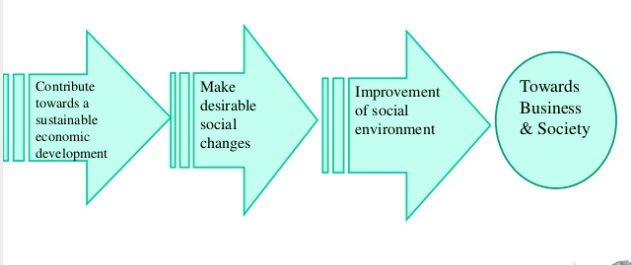 Contribute
towards a
sustainable
economic
development
Make
desirable
social
changes
Improvement
of social
environment
Towards
Business
& Society